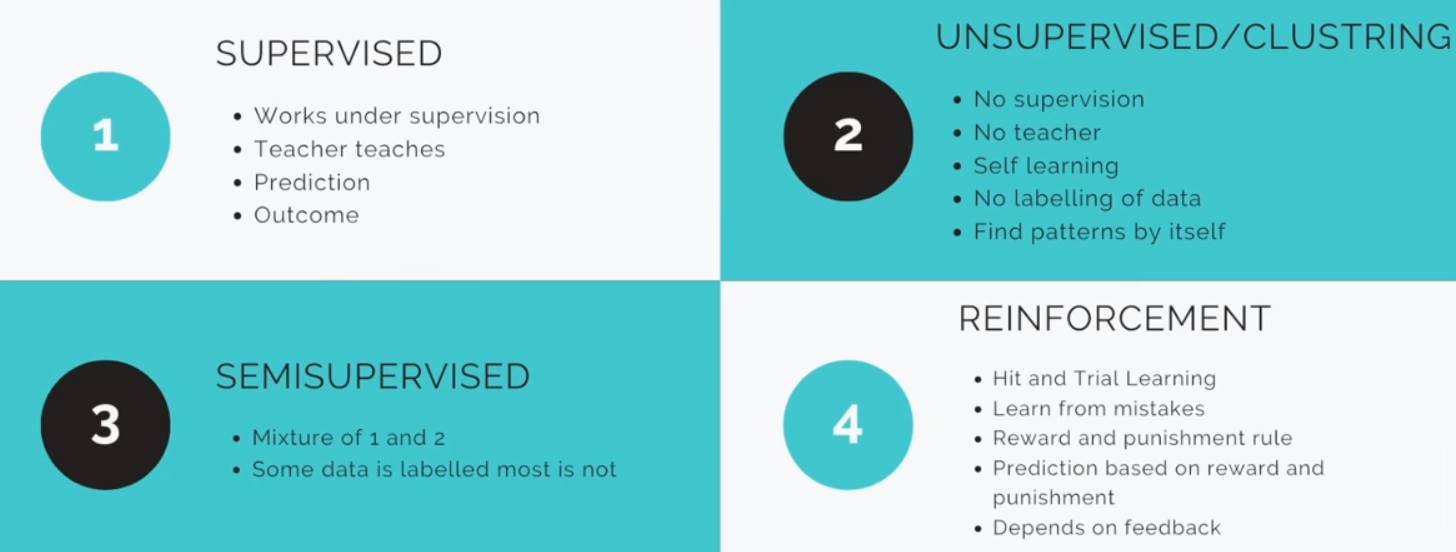 1
SUPERVISED
Works under supervision
Teacher teaches
Prediction
Outcome
2
UNSUPERVISED/CLUSTRING
No supervision
No teacher
Self learning
No labelling of data
Find patterns by itself
3
SEMISUPERVISED
Mixture of 1 and 2
Some data is labelled most is not
4
REINFORCEMENT
Hit and Trial Learning
Learn from mistakes
Reward and punishment rule
Prediction based on reward and
punishment
Depends on feedback